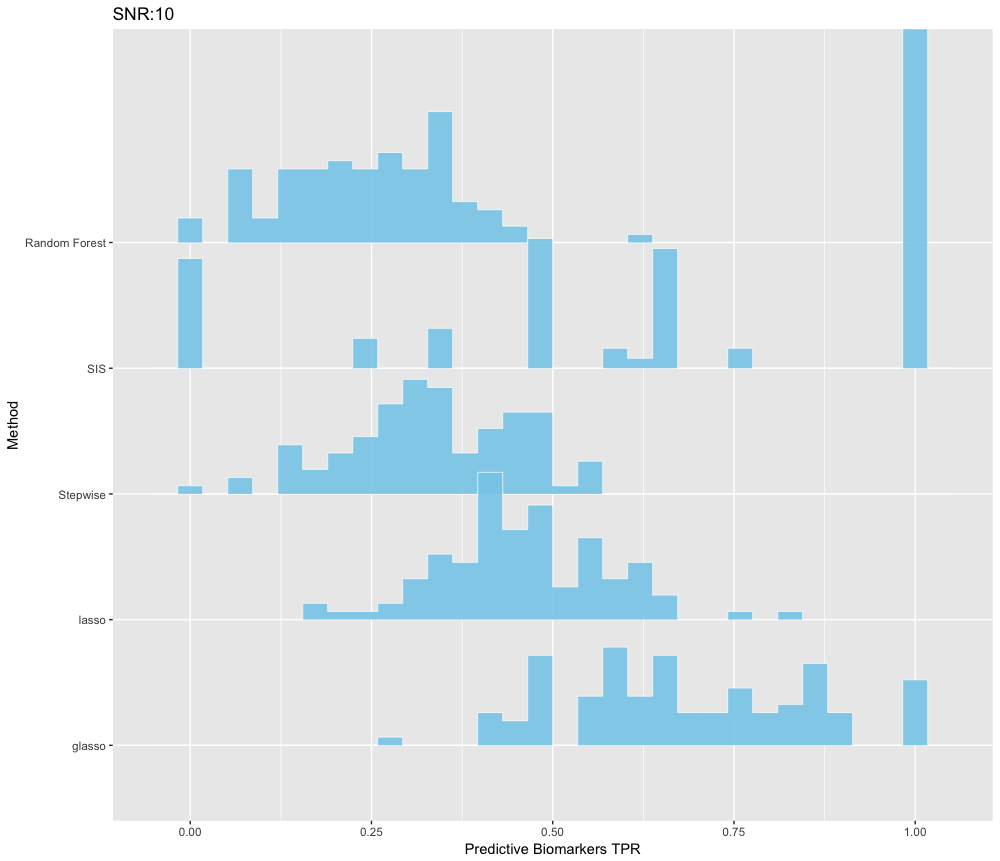 SNR:10
Random Forest
SIS
Stepwise
lasso
glasso
Method
0.00 0.25 0.50 0.75 1.00
Predictive Biomarkers TPR